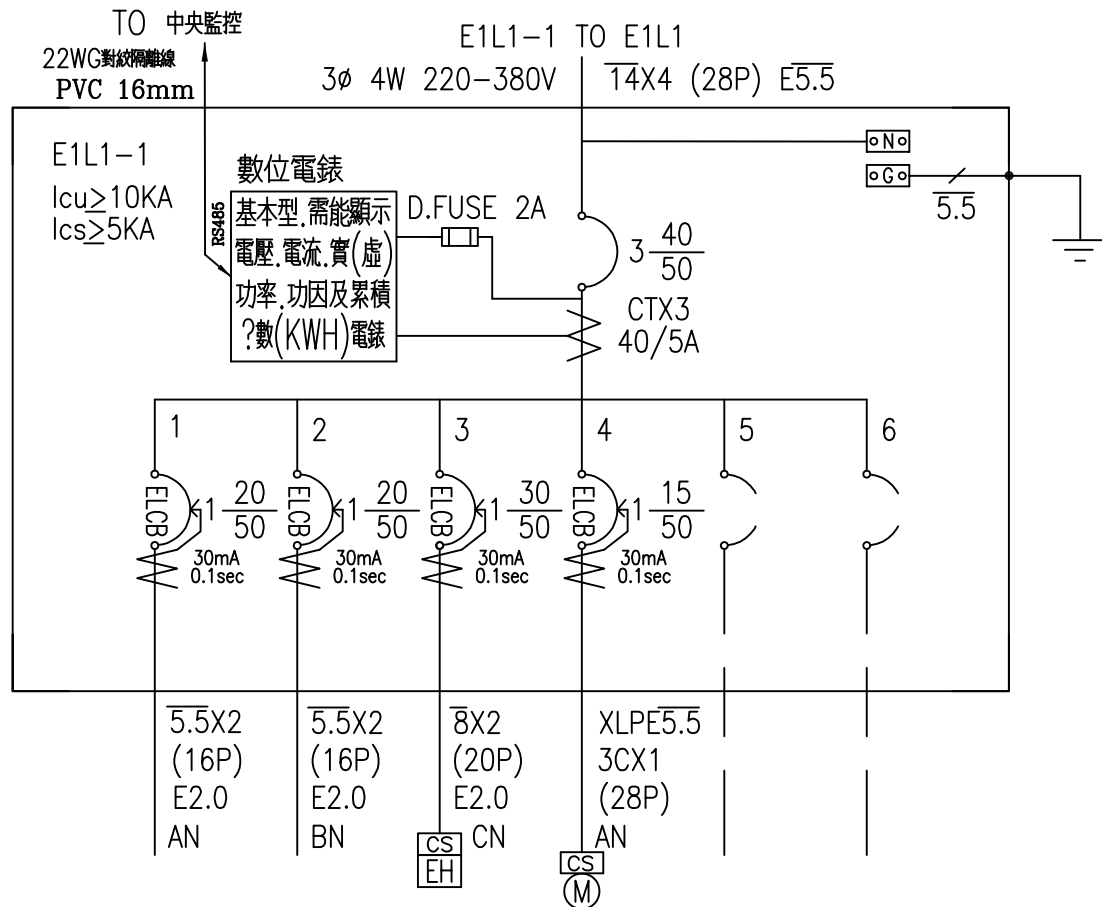 TO 中央監控
22WG對絞隔離線
PVC 16mm
E1L1-1 TO E1L1
3ø 4W 220-380V 14X4 (28P) E5.5
E1L1-1
Icu≥10KA
Ics≥5KA
RS485
數位電錶
基本型.需能顯示
電壓.電流.實(虛)
功率.功因及累積
?數(KWH)電錶
D.FUSE 2A
N
G
5.5
3 40
50
CTX3
40/5A
1 2 3 4 5 6
ELCB 1 20
50
30mA
0.1sec
ELCB 1 20
50
30mA
0.1sec
ELCB 1 30
50
30mA
0.1sec
ELCB 1 15
50
30mA
0.1sec
5.5X2
(16P)
E2.0
AN
5.5X2
(16P)
E2.0
BN
8X2
(20P)
E2.0
CN
CS
EH
XLPE5.5
3CX1
(28P)
AN
CS
M